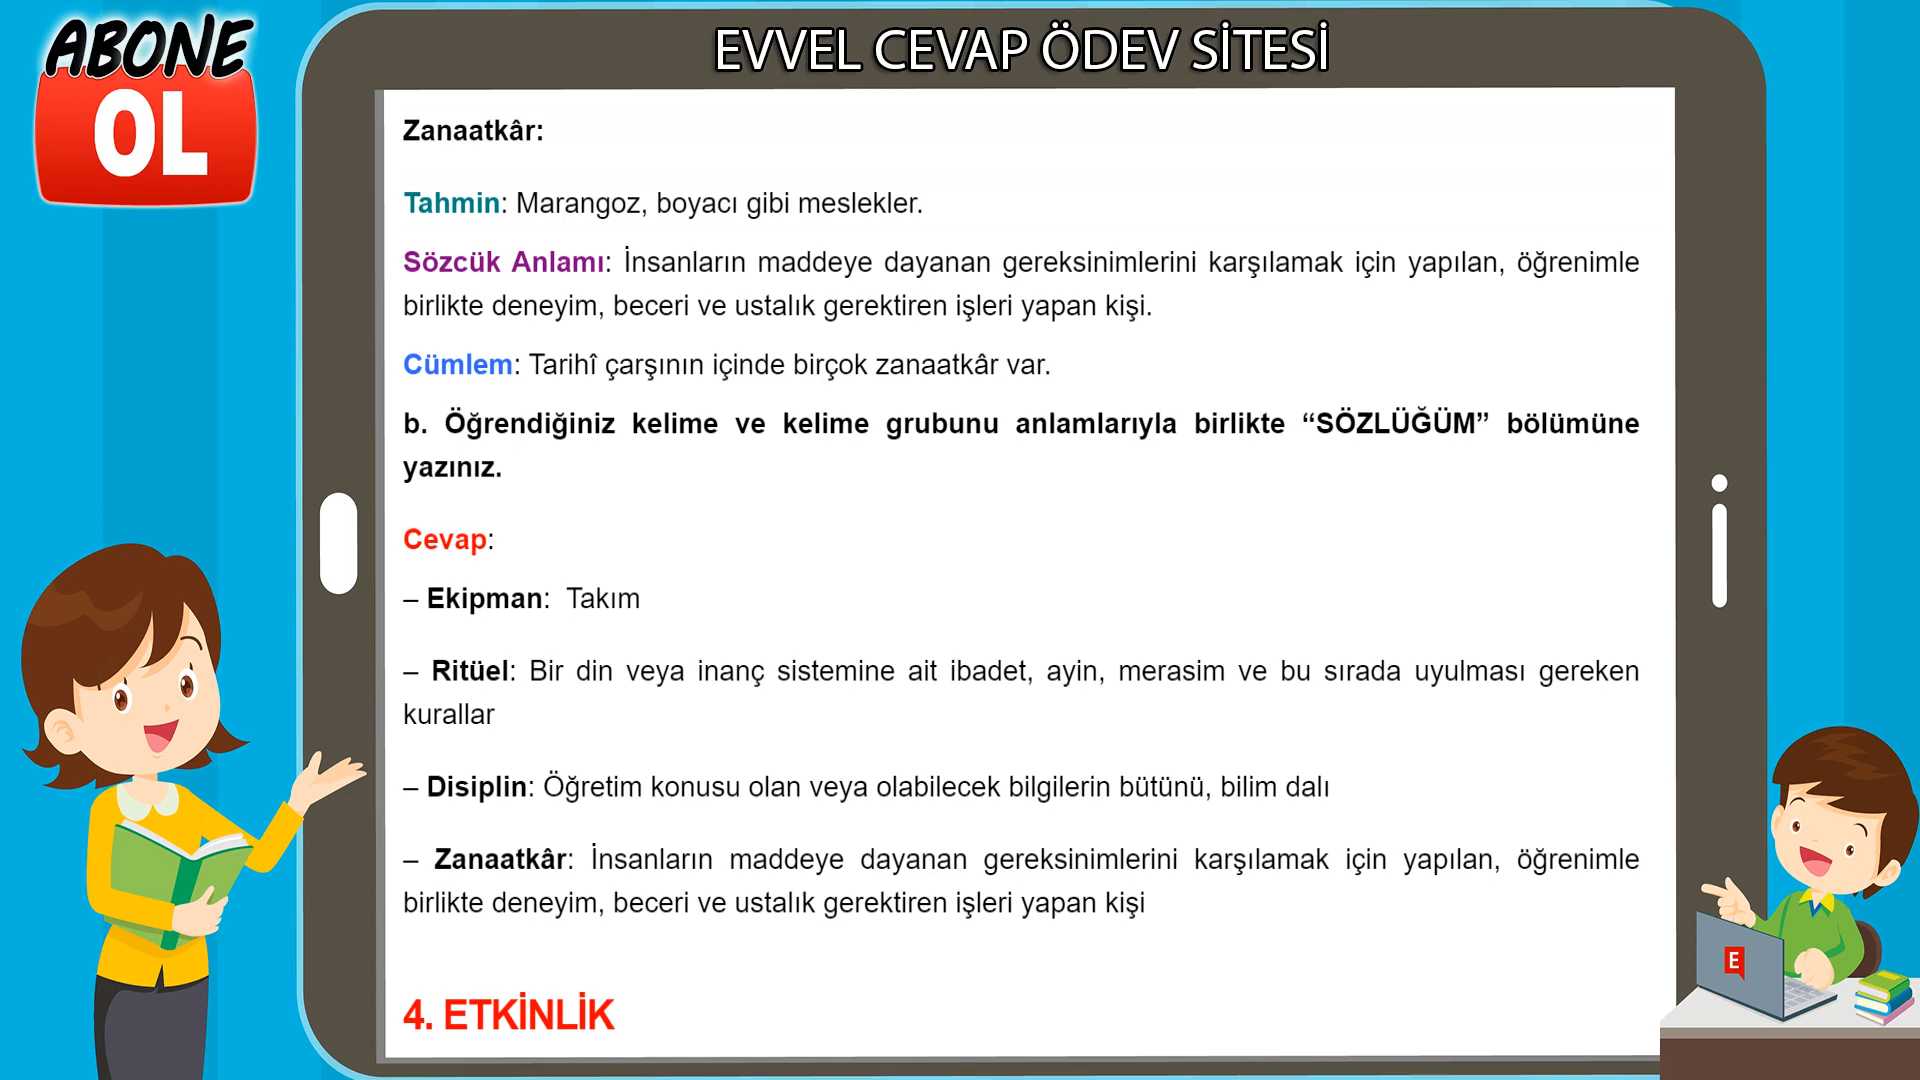 ABONE
OL
EVVEL CEVAP ÖDEV SİTESİ
Zanaatkâr:
Tahmin: Marangoz, boyacı gibi meslekler.
Sözcük Anlamı: İnsanların maddeye dayanan gereksinimlerini karşılamak için yapılan, öğrenimle
birlikte deneyim, beceri ve ustalık gerektiren işleri yapan kişi.
Cümlem: Tarihî çarşının içinde birçok zanaatkâr var.
b. Öğrendiğiniz kelime ve kelime grubunu anlamlarıyla birlikte “SÖZLÜĞÜM” bölümüne
yazınız.
Cevap:
– Ekipman:  Takım
– Ritüel: Bir din veya inanç sistemine ait ibadet, ayin, merasim ve bu sırada uyulması gereken
kurallar
– Disiplin: Öğretim konusu olan veya olabilecek bilgilerin bütünü, bilim dalı
– Zanaatkâr: İnsanların maddeye dayanan gereksinimlerini karşılamak için yapılan, öğrenimle
birlikte deneyim, beceri ve ustalık gerektiren işleri yapan kişi
4. ETKİNLİK
E